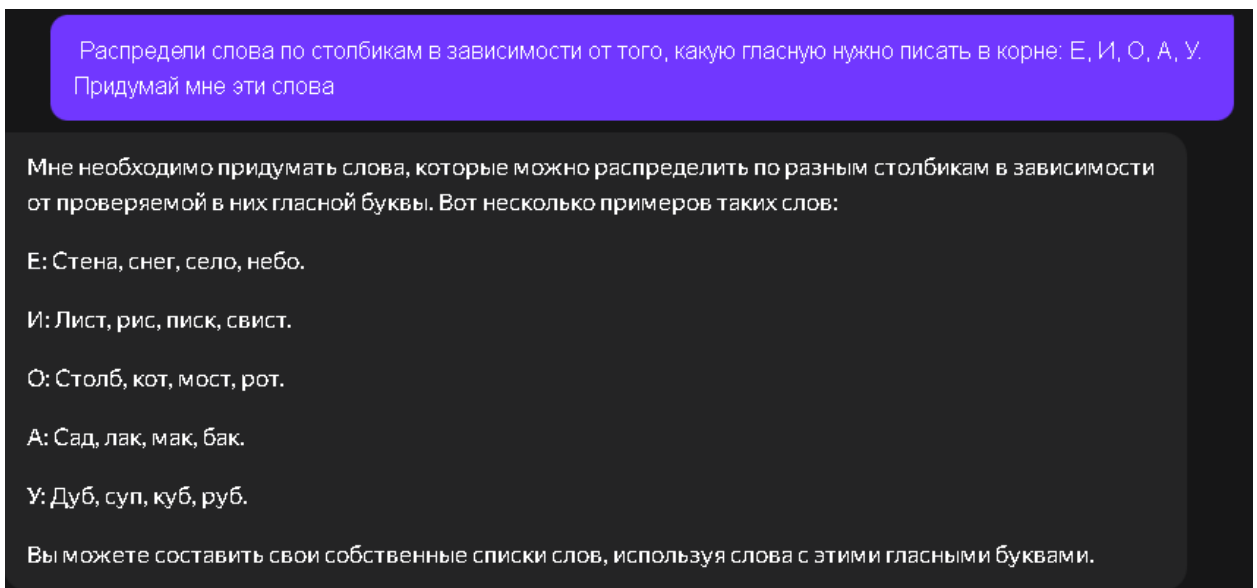 Распредели слова по столбикам в зависимости от того, какую гласную нужно писать в корне: Е, И, О, А, У.
Придумай мне эти слова
Мне необходимо придумать слова, которые можно распределить по разным столбикам в зависимости
от проверяемой в них гласной буквы. Вот несколько примеров таких слов:
Е: Стена, снег, село, небо.
И: Лист, рис, писк, свист.
О: Столб, кот, мост, рот.
А: Сад, лак, мак, бак.
У: Дуб, суп, куб, руб.
Вы можете составить свои собственные списки слов, используя слова с этими гласными буквами.